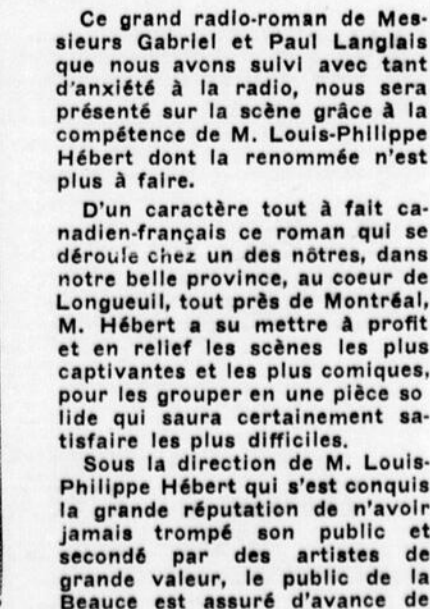 Ce grand radio-roman de Mes-
sieurs Gabriel et Paul Langlais
que nous avons suivi avec tant
d'anxiété à la radio, nous sera
présenté sur la scène grâce à la
compétence de M. Louis-Philippe
Hébert dont la renommée n'est
plus à faire.
D'un caractère tout à fait ca-
nadien-français ce roman qui se
déroule chez un des nôtres, dans
notre belle province, au coeur de
Longueuil, tout près de Montréal,
M. Hébert a su mettre à profit
et en relief les scènes les plus
captivantes et les plus comiques,
pour les grouper en une pièce so
lide qui saura certainement sa-
tisfaire les plus difficiles.
Sous la direction de M. Louis-
Philippe Hébert qui s'est conquis
la grande réputation de n'avoir
jamais trompé son public et
secondé par des artistes de
grande valeur, le public de la
Beauce est assuré d'avance de